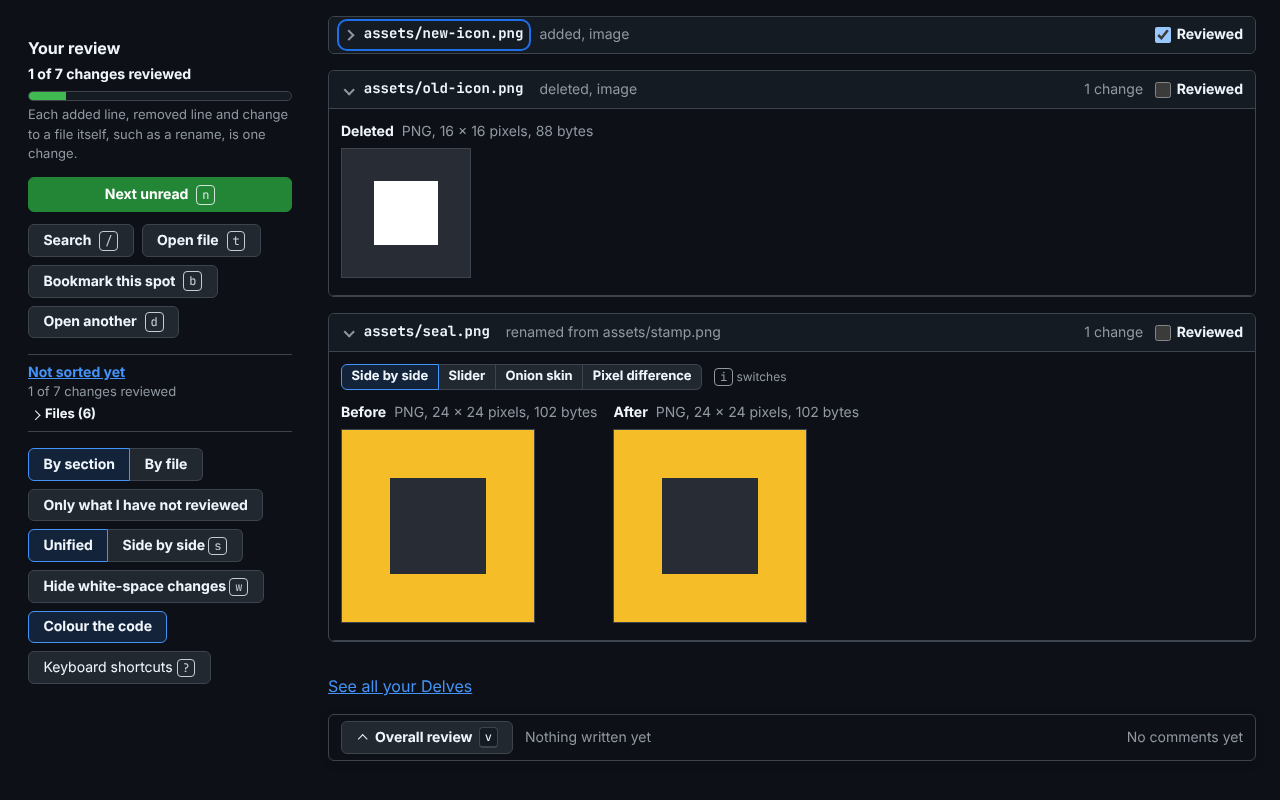 Your review
1 of 7 changes reviewed
Each added line, removed line and change
to a file itself, such as a rename, is one
change.
Next unread n
Search /
Open file t
Bookmark this spot b
Open another d
Not sorted yet
1 of 7 changes reviewed
Files (6)
By section
By file
Only what I have not reviewed
Unified
Side by side s
Hide white-space changes w
Colour the code
Keyboard shortcuts ?
assets/new-icon.png added, image Reviewed
assets/old-icon.png deleted, image 1 change Reviewed
Deleted PNG, 16 × 16 pixels, 88 bytes
assets/seal.png renamed from assets/stamp.png 1 change Reviewed
Side by side Slider Onion skin Pixel difference i switches
Before PNG, 24 × 24 pixels, 102 bytes
After PNG, 24 × 24 pixels, 102 bytes
See all your Delves
Overall review v Nothing written yet No comments yet